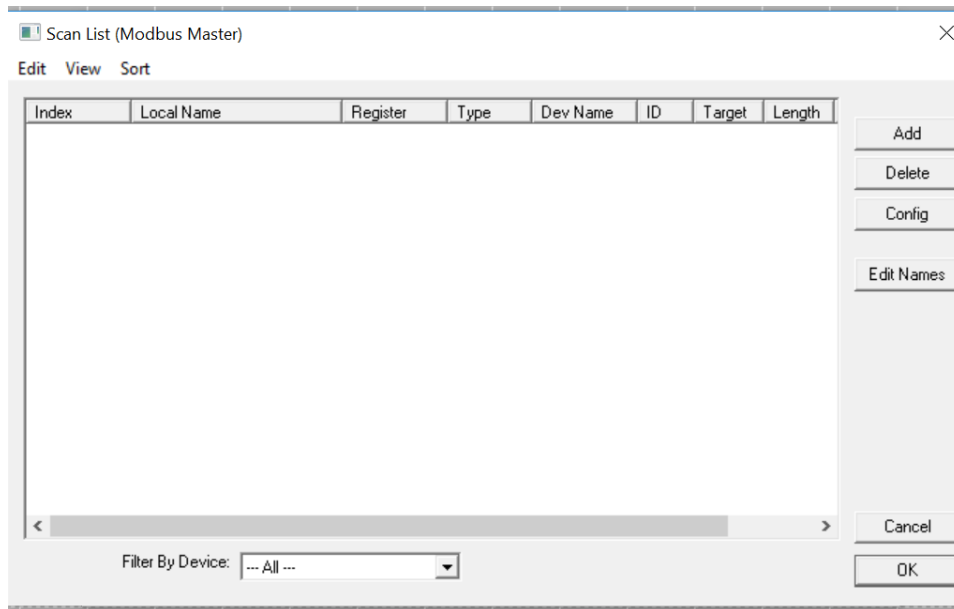 Scan List (Modbus Master)
Edit View Sort
Index Local Name Register Type Dev Name ID Target Length
Add
Delete
Config
Edit Names
Cancel
Filter By Device: --- All ---
OK